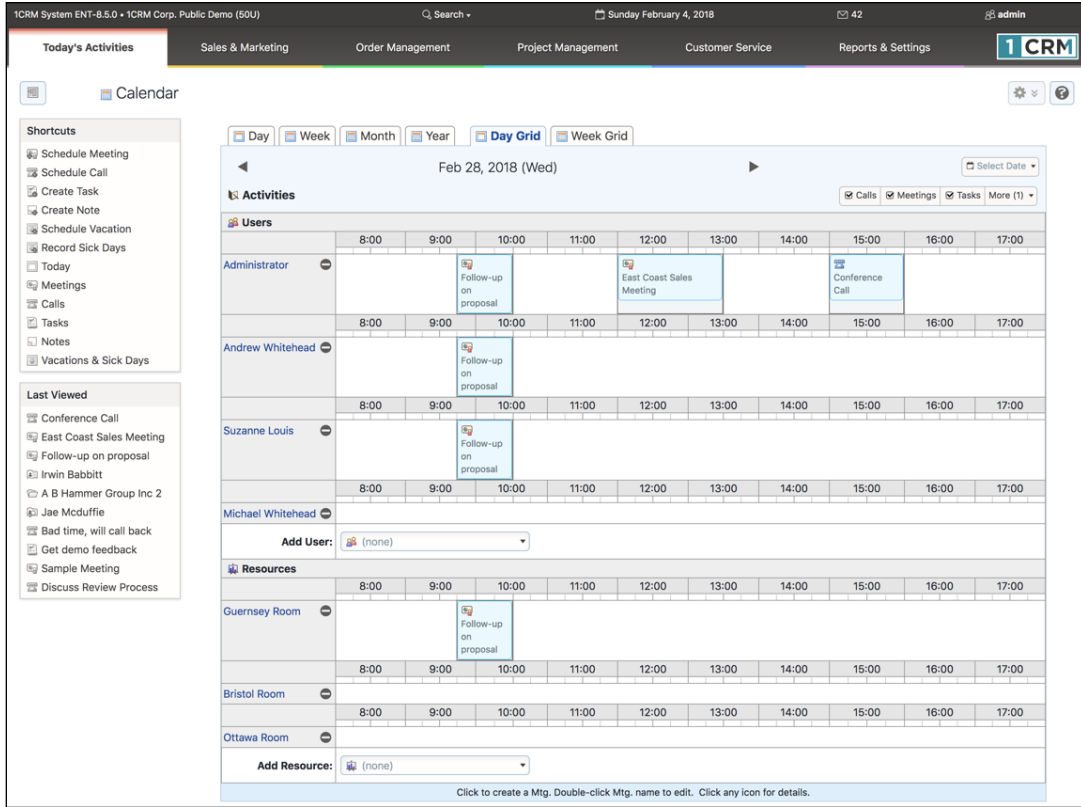 1CRM System ENT-8.5.0 • 1CRM Corp. Public Demo (50U) Search Sunday February 4, 2018 42 admin
Today's Activities Sales & Marketing Order Management Project Management Customer Service Reports & Settings 1CRM
Calendar
Shortcuts
Schedule Meeting
Schedule Call
Create Task
Create Note
Schedule Vacation
Record Sick Days
Today
Meetings
Calls
Tasks
Notes
Vacations & Sick Days
Last Viewed
Conference Call
East Coast Sales Meeting
Follow-up on proposal
Irwin Babbitt
A B Hammer Group Inc 2
Jae Mcduffie
Bad time, will call back
Get demo feedback
Sample Meeting
Discuss Review Process
Day Week Month Year Day Grid Week Grid
Feb 28, 2018 (Wed) Select Date
Activities Calls Meetings Tasks More (1)
Users
8:00 9:00 10:00 11:00 12:00 13:00 14:00 15:00 16:00 17:00
Administrator
Follow-up
on
proposal
East Coast Sales
Meeting
Conference
Call
8:00 9:00 10:00 11:00 12:00 13:00 14:00 15:00 16:00 17:00
Andrew Whitehead
Follow-up
on
proposal
8:00 9:00 10:00 11:00 12:00 13:00 14:00 15:00 16:00 17:00
Suzanne Louis
Follow-up
on
proposal
8:00 9:00 10:00 11:00 12:00 13:00 14:00 15:00 16:00 17:00
Michael Whitehead
Add User: (none)
Resources
8:00 9:00 10:00 11:00 12:00 13:00 14:00 15:00 16:00 17:00
Guernsey Room
Follow-up
on
proposal
8:00 9:00 10:00 11:00 12:00 13:00 14:00 15:00 16:00 17:00
Bristol Room
8:00 9:00 10:00 11:00 12:00 13:00 14:00 15:00 16:00 17:00
Ottawa Room
Add Resource: (none)
Click to create a Mtg. Double-click Mtg. name to edit. Click any icon for details.